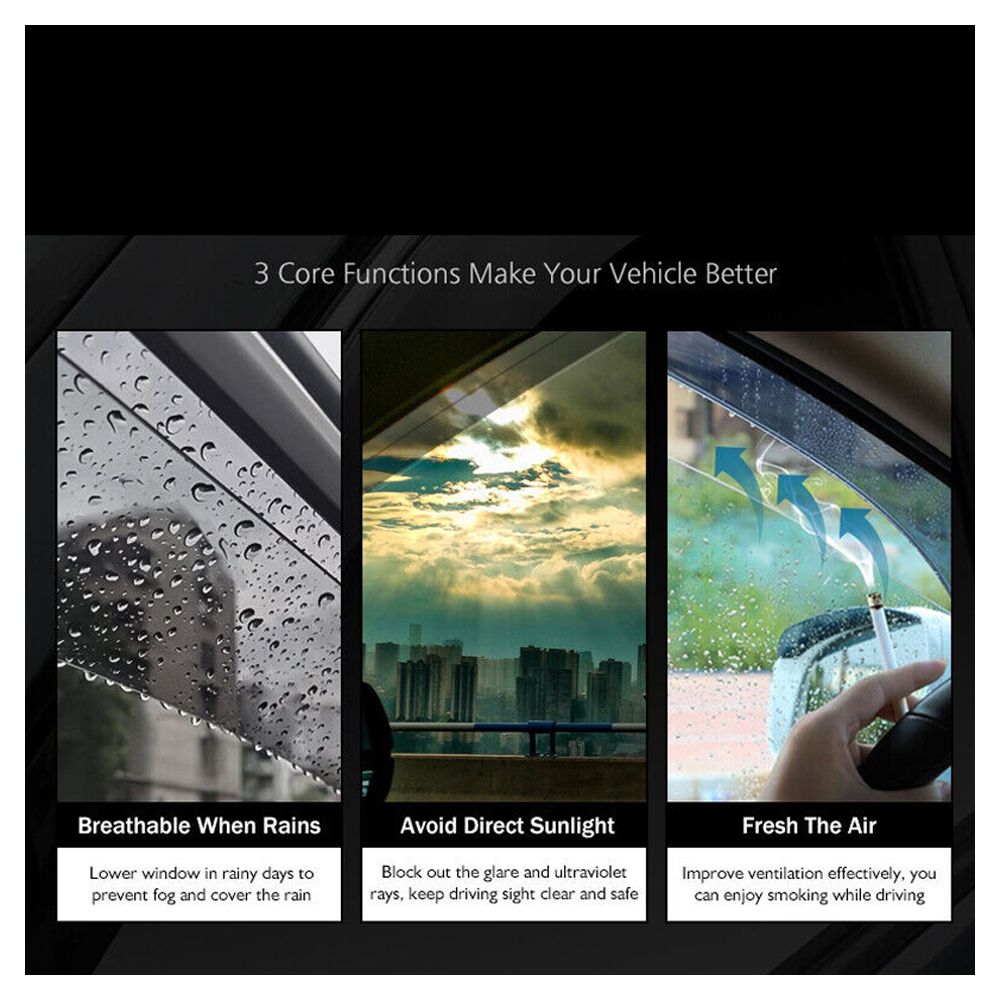 3 Core Functions Make Your Vehicle Better
Breathable When Rains
Lower window in rainy days to
prevent fog and cover the rain
Avoid Direct Sunlight
Block out the glare and ultraviolet
rays, keep driving sight clear and safe
Fresh The Air
Improve ventilation effectively, you
can enjoy smoking while driving